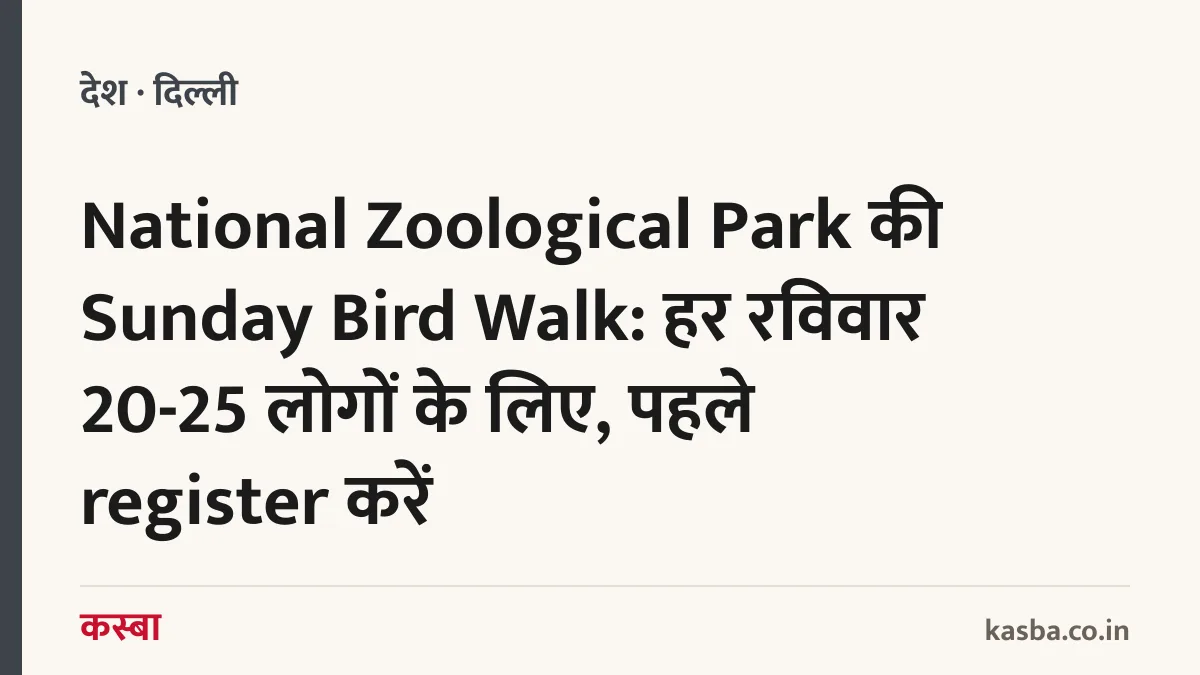 देश · दिल्ली
National Zoological Park की
Sunday Bird Walk: हर रविवार
20-25 लोगों के लिए, पहले
register करें
कस्बा
kasba.co.in